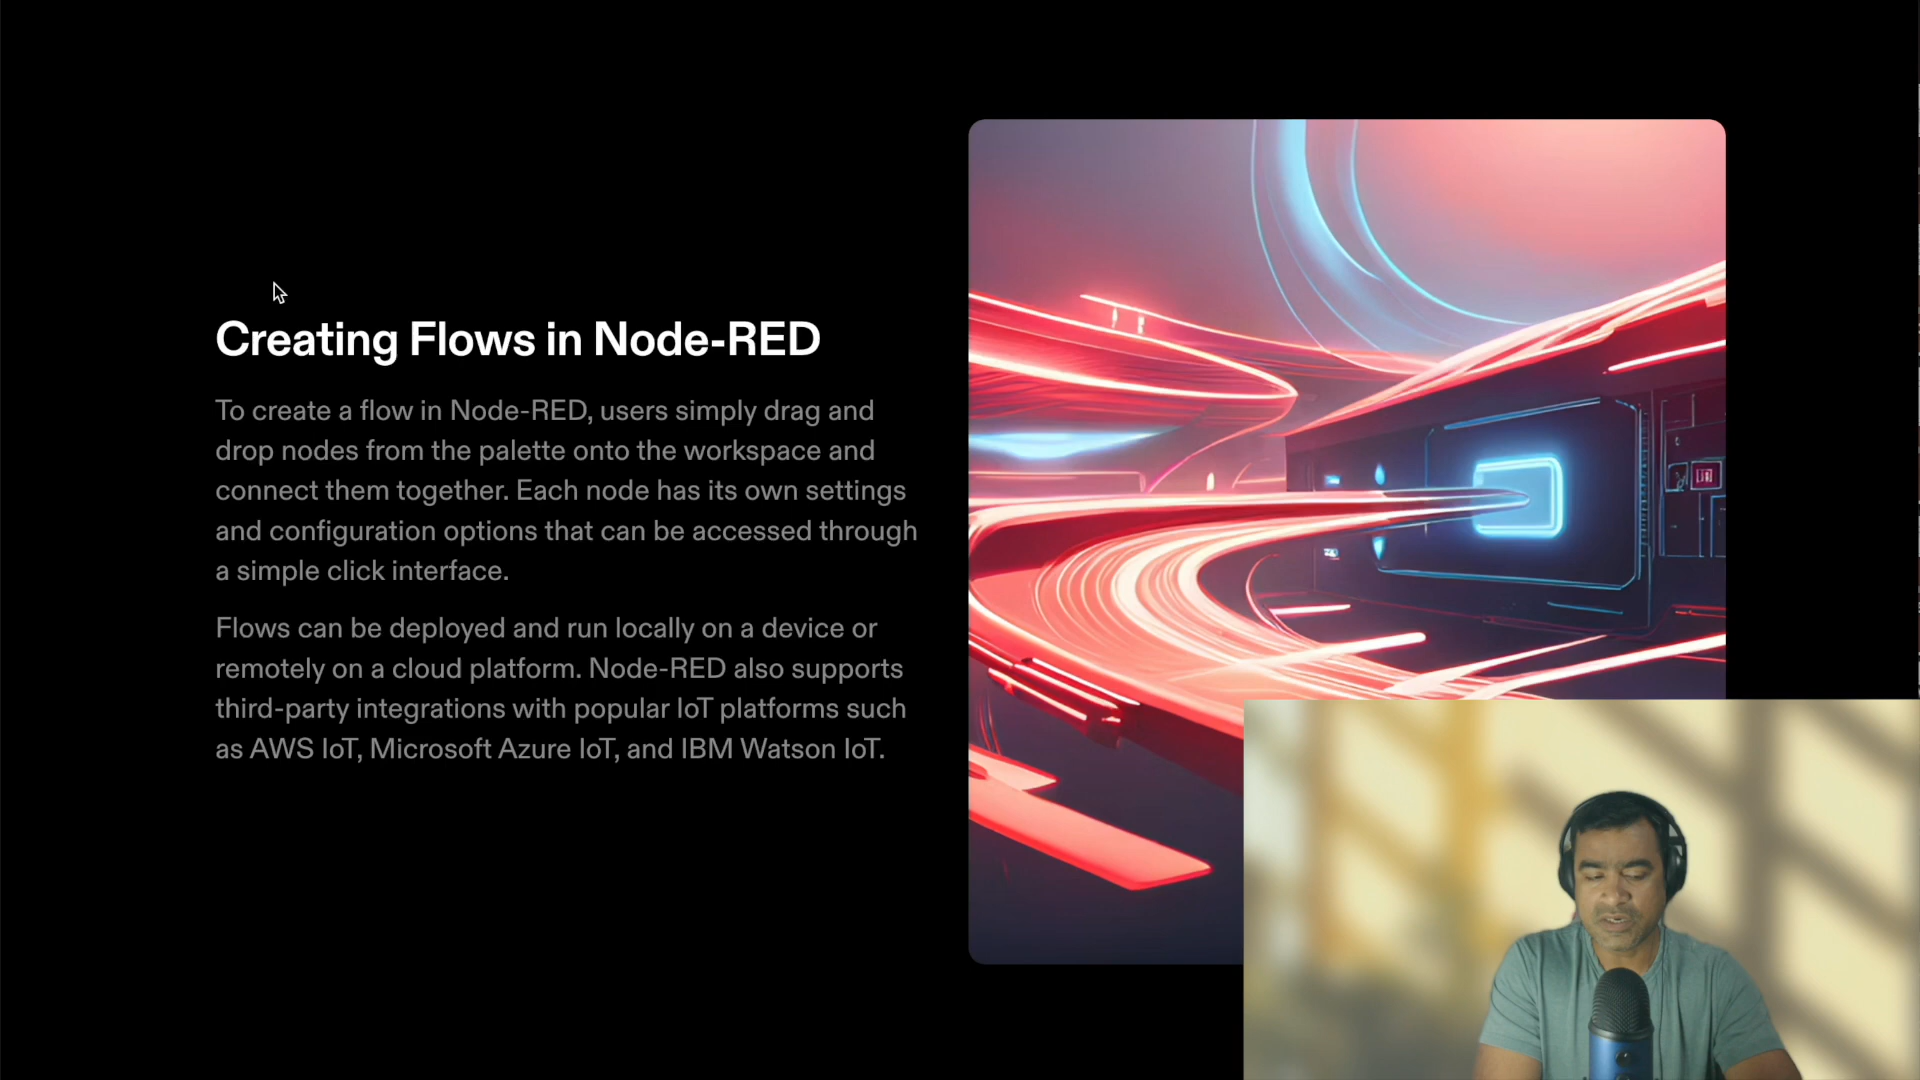 Creating Flows in Node-RED
To create a flow in Node-RED, users simply drag and
drop nodes from the palette onto the workspace and
connect them together. Each node has its own settings
and configuration options that can be accessed through
a simple click interface.
Flows can be deployed and run locally on a device or
remotely on a cloud platform. Node-RED also supports
third-party integrations with popular IoT platforms such
as AWS IoT, Microsoft Azure IoT, and IBM Watson IoT.